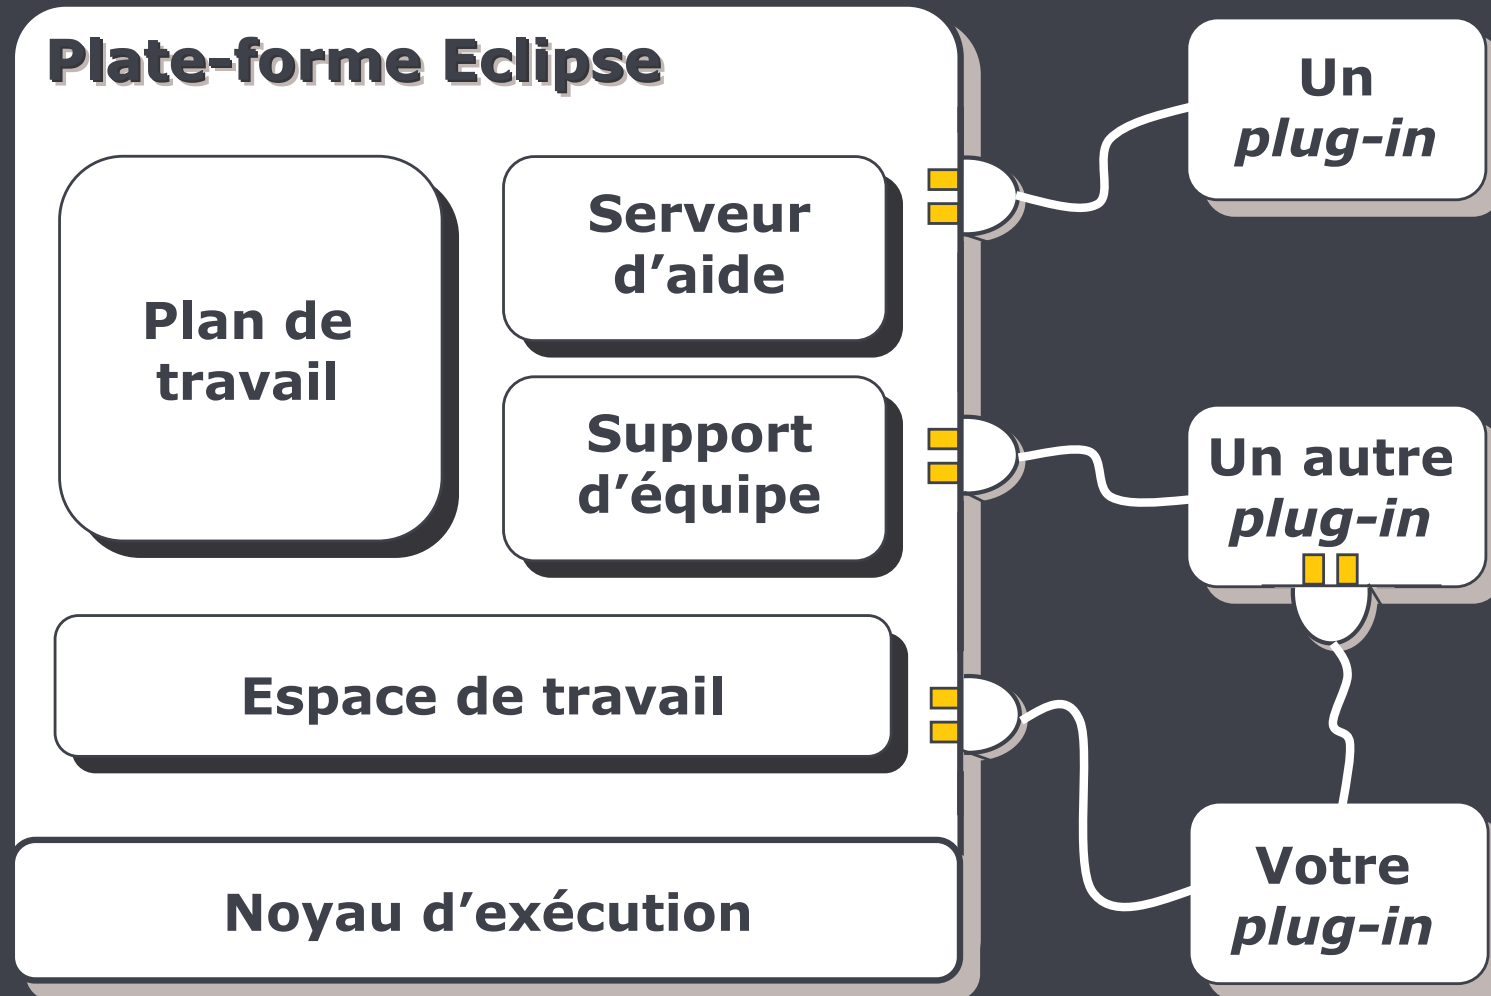 Plate-forme Eclipse
Plan de
travail
Serveur
d’aide
Support
d’équipe
Espace de travail
Noyau d’exécution
Un
plug-in
Un autre
plug-in
Votre
plug-in